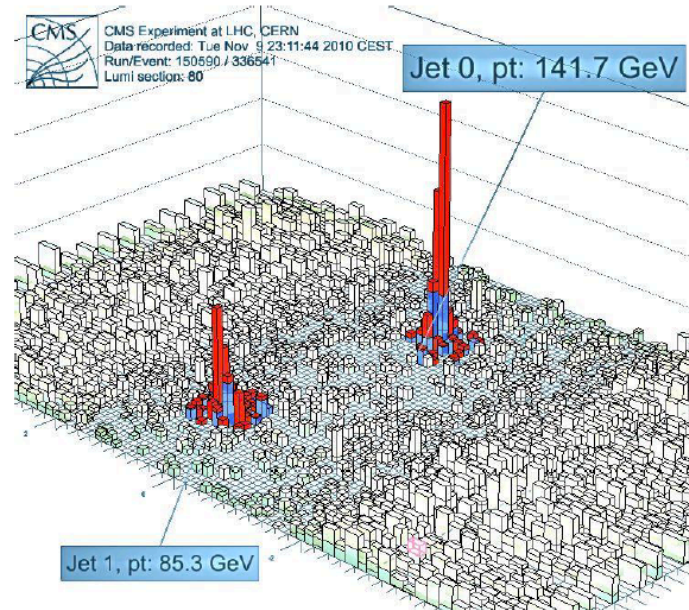 CMS
CMS Experiment at LHC, CERN
Data recorded: Tue Nov 9 23:11:44 2010 CEST
Run/Event: 150590 / 336541
Lumi section: 80
Jet 0, pt: 141.7 GeV
Jet 1, pt: 85.3 GeV